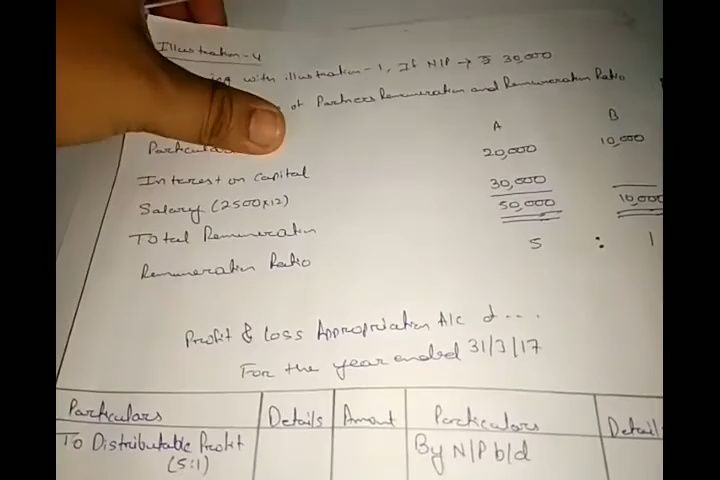 Illustration-4
with illustration-1, If N/P → ₹ 30,000
of Partners Remuneration and Remuneration Ratio
Particulars A B
Interest on Capital 20,000 10,000
Salary (2500x12) 30,000
Total Remuneration 50,000 10,000
Remuneration Ratio 5 : 1
Profit & Loss Appropriation A/c of....
For the year ended 31/3/17
Particulars Details Amount Particulars Details
To Distributable Profit By N/P b/d
(5:1)